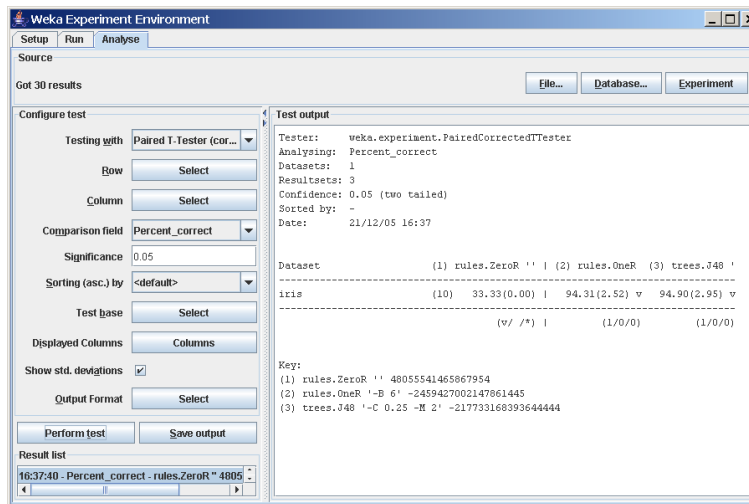 Weka Experiment Environment
Setup Run Analyse
Source
Got 30 results File... Database... Experiment
Configure test
Testing with Paired T-Tester (cor...
Row Select
Column Select
Comparison field Percent_correct
Significance 0.05
Sorting (asc.) by <default>
Test base Select
Displayed Columns Columns
Show std. deviations
Output Format Select
Perform test Save output
Result list
16:37:40 - Percent_correct - rules.ZeroR '' 4805
Test output
Tester: weka.experiment.PairedCorrectedTTester
Analysing: Percent_correct
Datasets: 1
Resultsets: 3
Confidence: 0.05 (two tailed)
Sorted by: -
Date: 21/12/05 16:37
Dataset (1) rules.ZeroR '' | (2) rules.OneR (3) trees.J48 '
----------------------------------------------------------------
iris (10) 33.33(0.00) | 94.31(2.52) v 94.90(2.95) v
----------------------------------------------------------------
(v/ /*) | (1/0/0) (1/0/0)
Key:
(1) rules.ZeroR '' 48055541465867954
(2) rules.OneR '-B 6' -2459427002147861445
(3) trees.J48 '-C 0.25 -M 2' -217733168393644444